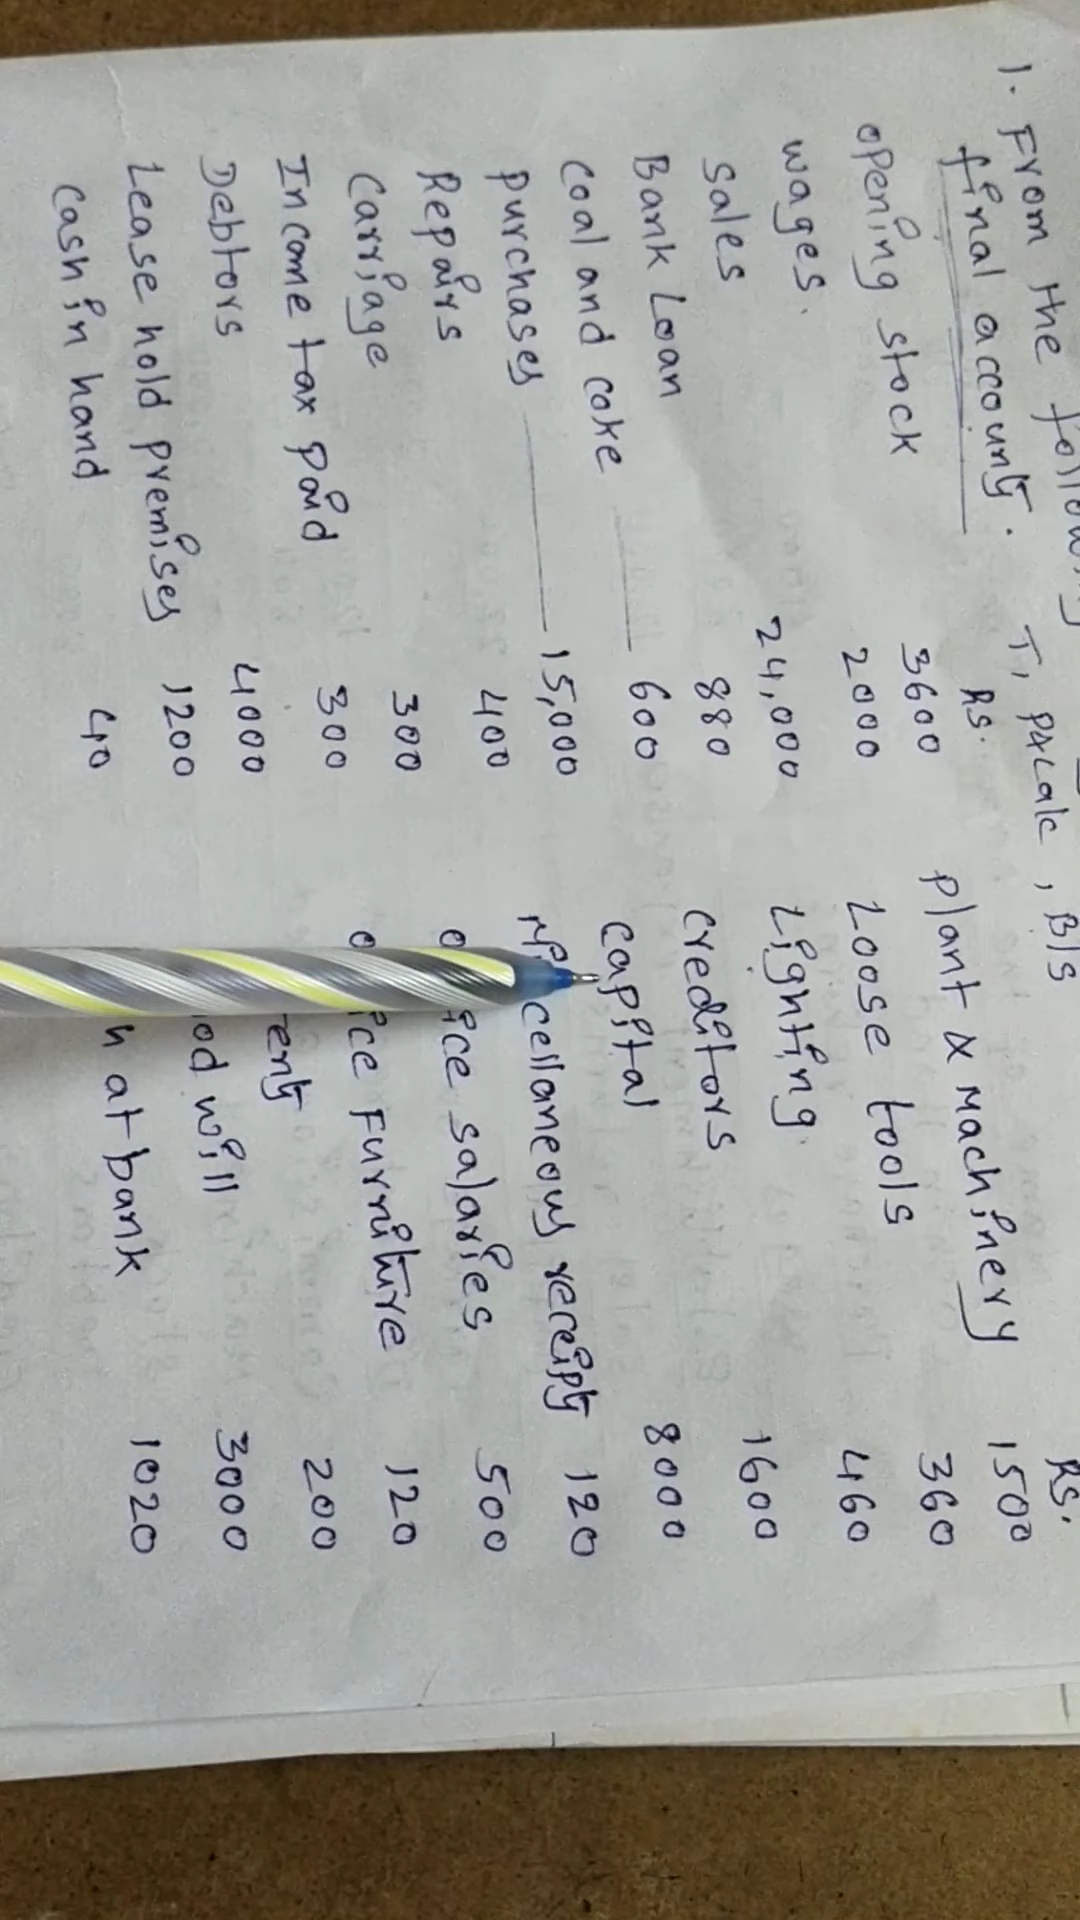 1. From the follow
final accounts. T, P&L a/c, B/s
Rs. Rs.
opening stock 3600 plant & Machinery 1500
wages. 2000 Loose tools 360
sales 24,000 Lighting. 460
Bank Loan 880 creditors 1600
coal and coke 600 capital 8000
purchases 15,000 cellaneous receipts 120
Repairs 400 ice salaries 500
Carriage 300 ice Furniture 120
Income tax paid 300 ents 200
Debtors 4000 od will 3000
Lease hold premises 1200 h at bank 1020
cash in hand 40